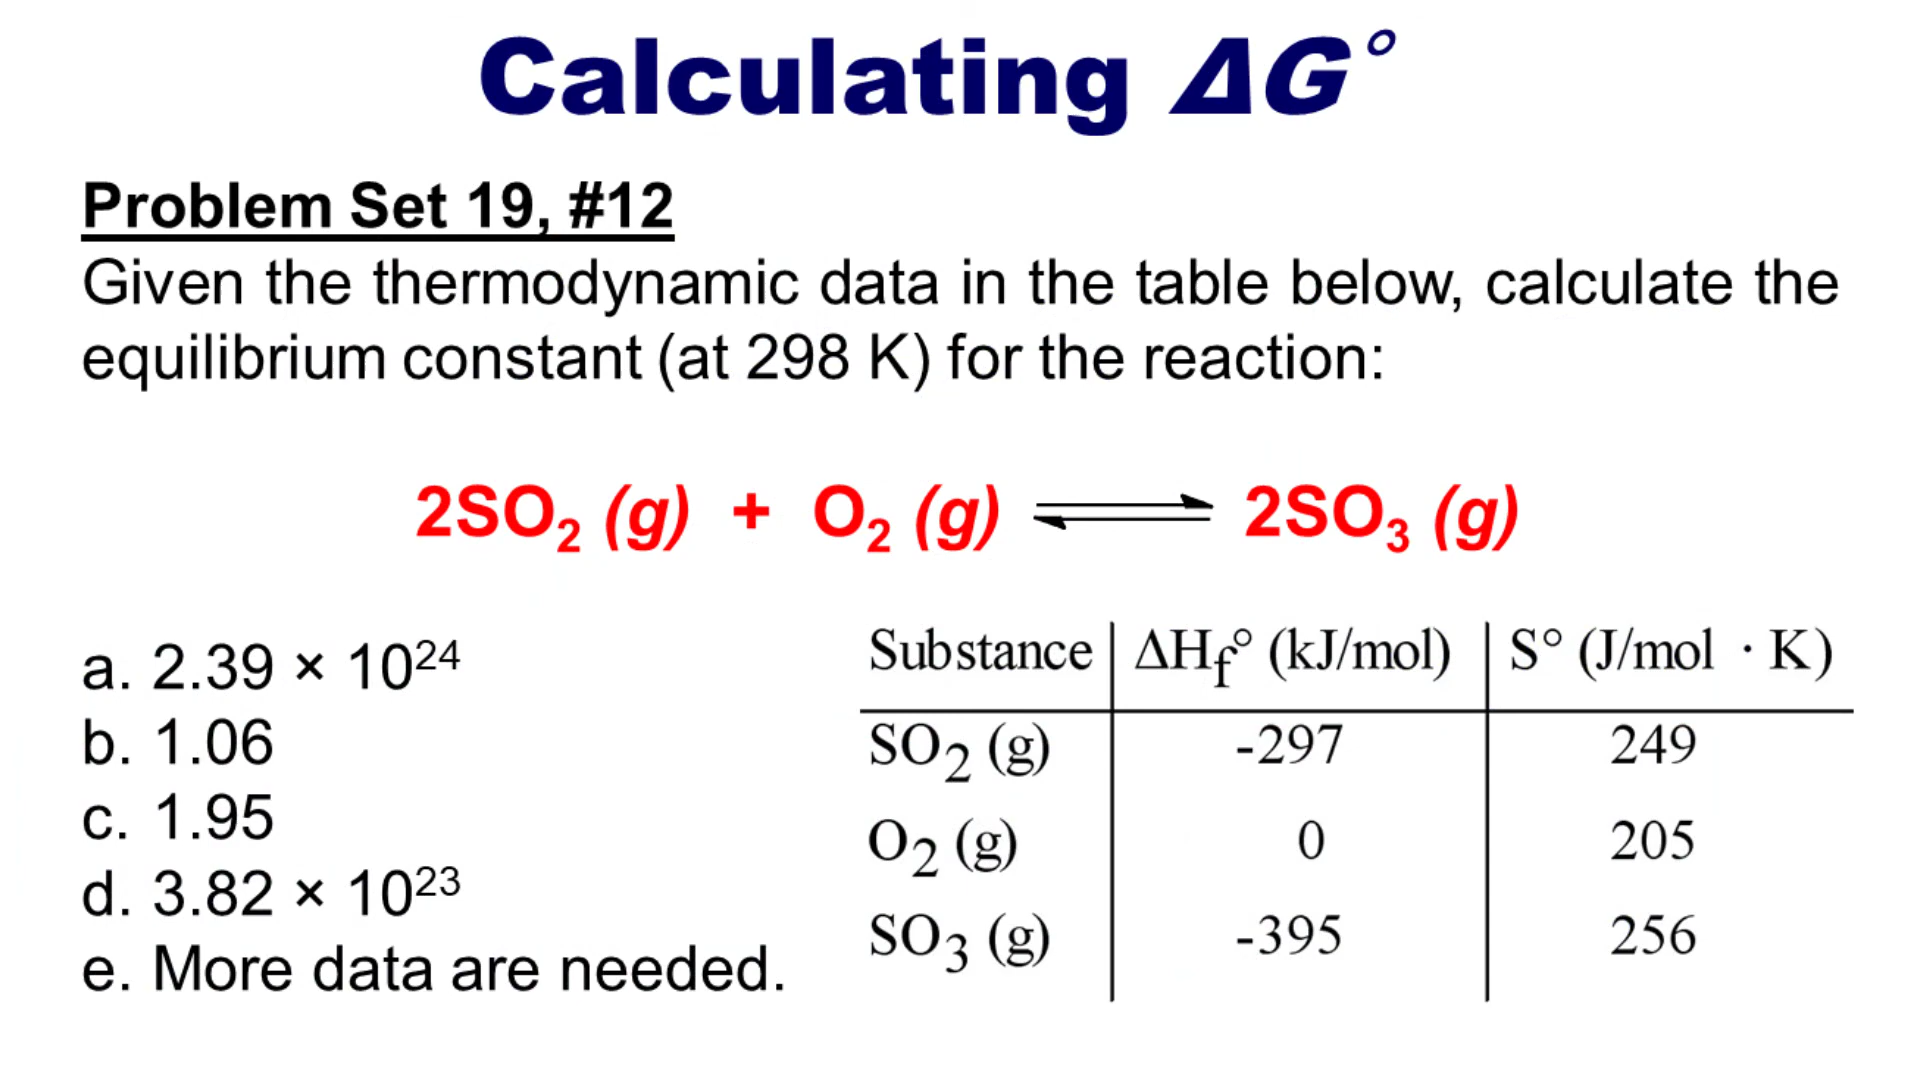 Calculating ΔG°
Problem Set 19, #12
Given the thermodynamic data in the table below, calculate the
equilibrium constant (at 298 K) for the reaction:
2SO₂ (g) + O₂ (g) ⇌ 2SO₃ (g)
a. 2.39 × 10²⁴
b. 1.06
c. 1.95
d. 3.82 × 10²³
e. More data are needed.
Substance ΔHf° (kJ/mol) S° (J/mol · K)
SO₂ (g) -297 249
O₂ (g) 0 205
SO₃ (g) -395 256